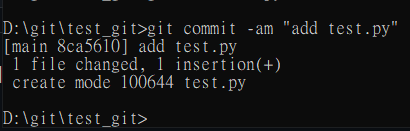 D:\git\test_git>git commit -am "add test.py"
[main 8ca5610] add test.py
 1 file changed, 1 insertion(+)
 create mode 100644 test.py
D:\git\test_git>